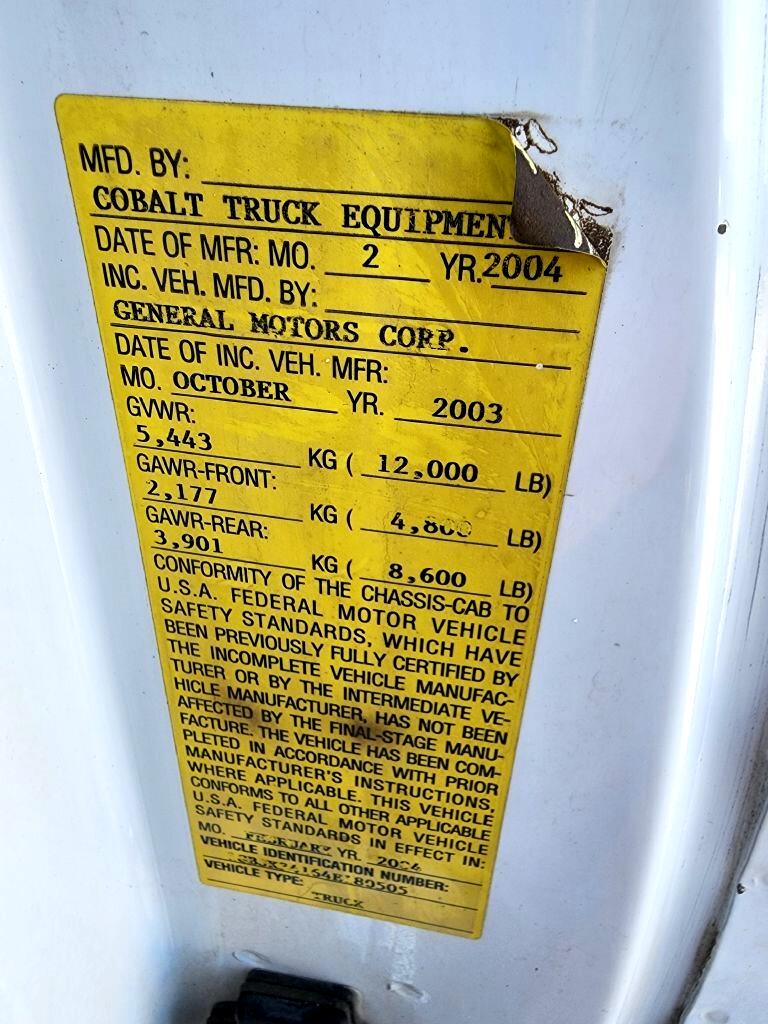 MFD. BY:
COBALT TRUCK
DATE OF MFR: MO. 2 YR. 2004
INC. VEH. MFD. BY:
GENERAL MOTORS CORP.
DATE OF INC. VEH. MFR:
MO. OCTOBER YR. 2003
GVWR:
5,443 KG ( 12,000 LB)
GAWR-FRONT:
2,177 KG ( LB)
GAWR-REAR:
3,901 KG ( 8,600 LB)
CONFORMITY OF THE CHASSIS-CAB TO
U.S.A. FEDERAL MOTOR VEHICLE
SAFETY STANDARDS, WHICH HAVE
BEEN PREVIOUSLY FULLY CERTIFIED BY
THE INCOMPLETE VEHICLE MANUFAC-
TURER OR BY THE INTERMEDIATE VE-
HICLE MANUFACTURER, HAS NOT BEEN
AFFECTED BY THE FINAL-STAGE MANU-
FACTURE. THE VEHICLE HAS BEEN COM-
PLETED IN ACCORDANCE WITH PRIOR
MANUFACTURER'S INSTRUCTIONS,
WHERE APPLICABLE. THIS VEHICLE
CONFORMS TO ALL OTHER APPLICABLE
U.S.A. FEDERAL MOTOR VEHICLE
SAFETY STANDARDS IN EFFECT IN:
MO. FEBRUARY YR. 2004
VEHICLE IDENTIFICATION NUMBER:
VEHICLE TYPE:
TRUCK